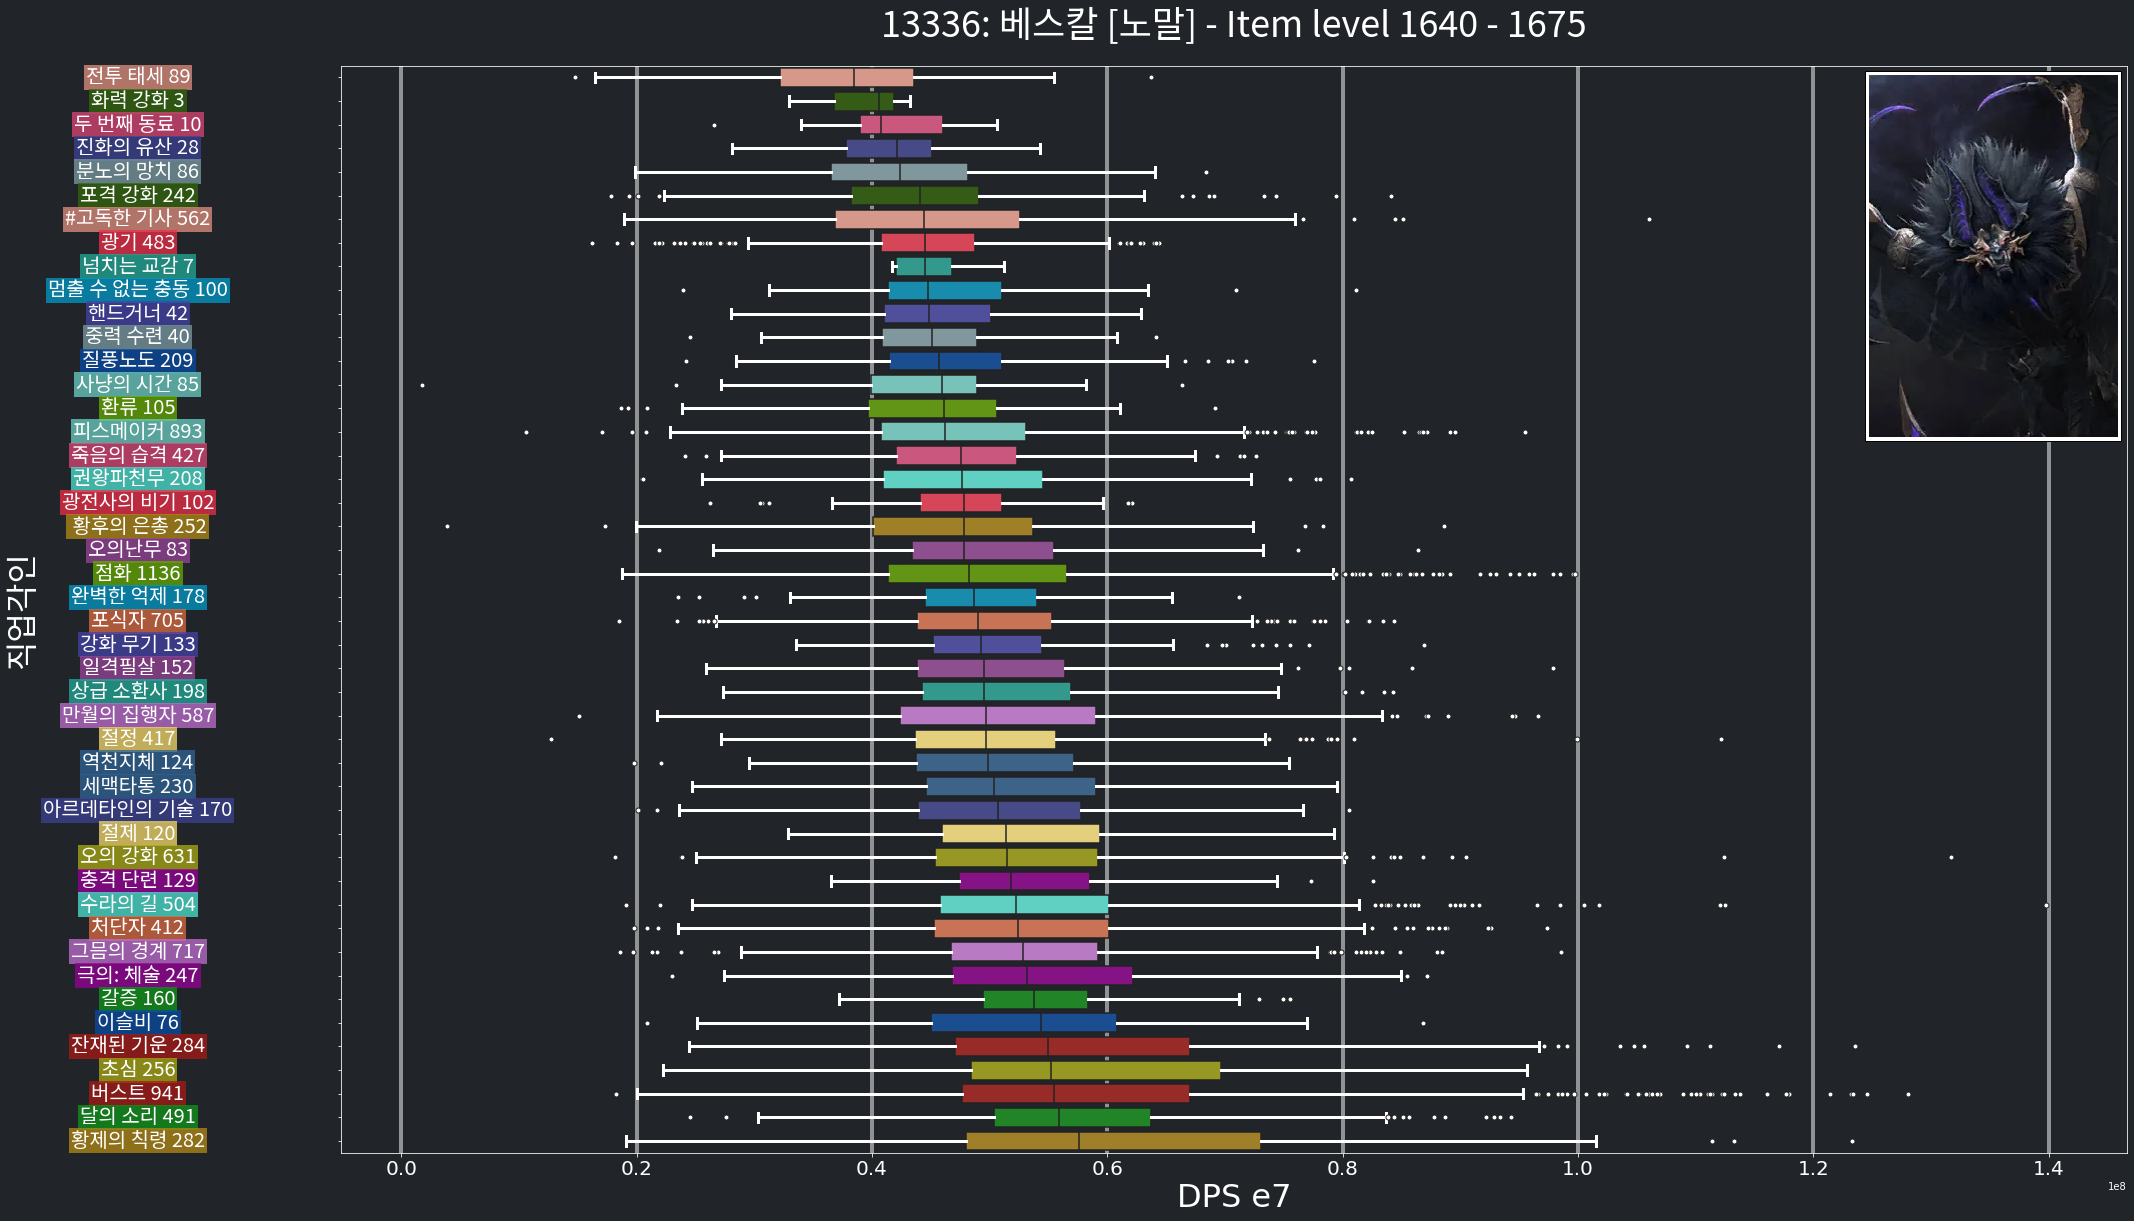 13336: 베스칼 [노말] - Item level 1640 - 1675
전투 태세 89
화력 강화 3
두 번째 동료 10
진화의 유산 28
분노의 망치 86
포격 강화 242
#고독한 기사 562
광기 483
넘치는 교감 7
멈출 수 없는 충동 100
핸드거너 42
중력 수련 40
질풍노도 209
사냥의 시간 85
환류 105
피스메이커 893
죽음의 습격 427
권왕파천무 208
광전사의 비기 102
황후의 은총 252
오의난무 83
점화 1136
완벽한 억제 178
포식자 705
강화 무기 133
일격필살 152
상급 소환사 198
만월의 집행자 587
절정 417
역천지체 124
세맥타통 230
아르데타인의 기술 170
절제 120
오의 강화 631
충격 단련 129
수라의 길 504
처단자 412
그믐의 경계 717
극의: 체술 247
갈증 160
이슬비 76
잔재된 기운 284
초심 256
버스트 941
달의 소리 491
황제의 칙령 282
직업각인
0.0 0.2 0.4 0.6 0.8 1.0 1.2 1.4
DPS e7
1e8